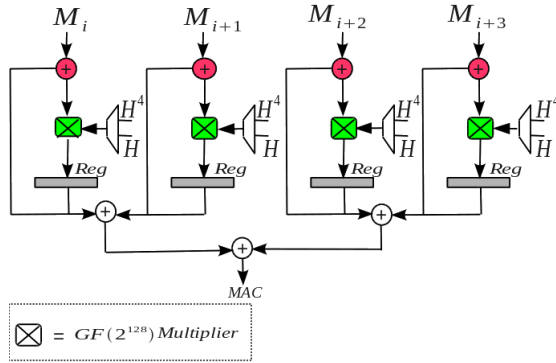 M_i M_{i+1} M_{i+2} M_{i+3}
+ + + +
H^4 H^4 H^4 H^4
H H H H
Reg Reg Reg Reg
+ +
+
MAC
= GF(2^{128}) Multiplier